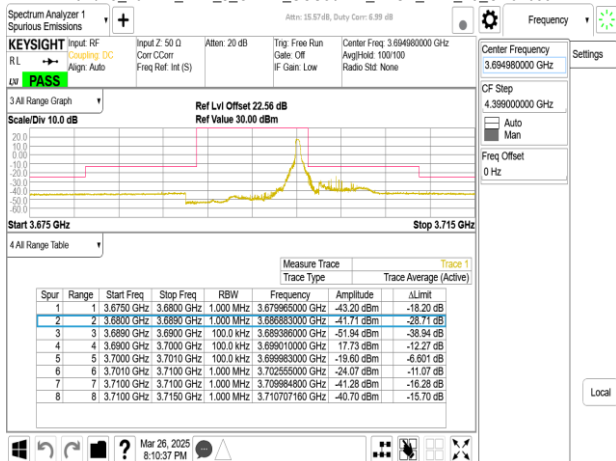 Spectrum Analyzer 1
Spurious Emissions
Attn: 15.57dB, Duty Corr: 6.99 dB
Frequency
KEYSIGHT
Input: RF
Coupling: DC
Align: Auto
Input Z: 50 Ω
Corr CCorr
Freq Ref: Int (S)
Atten: 20 dB
Trig: Free Run
Gate: Off
IF Gain: Low
Center Freq: 3.694980000 GHz
Avg|Hold: 100/100
Radio Std: None
RL
LXI
PASS
Center Frequency
3.694980000 GHz
Settings
CF Step
4.399000000 GHz
Auto
Man
Freq Offset
0 Hz
3 All Range Graph
Scale/Div 10.0 dB
Ref Lvl Offset 22.56 dB
Ref Value 30.00 dBm
20.0
10.0
0.00
-10.0
-20.0
-30.0
-40.0
-50.0
-60.0
Start 3.675 GHz
Stop 3.715 GHz
4 All Range Table
Measure Trace Trace 1
Trace Type Trace Average (Active)
Spur Range Start Freq Stop Freq RBW Frequency Amplitude ΔLimit
1 1 3.6750 GHz 3.6800 GHz 1.000 MHz 3.679965000 GHz -43.20 dBm -18.20 dB
2 2 3.6800 GHz 3.6890 GHz 1.000 MHz 3.686883000 GHz -41.71 dBm -28.71 dB
3 3 3.6890 GHz 3.6900 GHz 100.0 kHz 3.689386000 GHz -51.94 dBm -38.94 dB
4 4 3.6900 GHz 3.7000 GHz 100.0 kHz 3.699010000 GHz 17.73 dBm -12.27 dB
5 5 3.7000 GHz 3.7010 GHz 100.0 kHz 3.699983000 GHz -19.60 dBm -6.601 dB
6 6 3.7010 GHz 3.7100 GHz 1.000 MHz 3.702555000 GHz -24.07 dBm -11.07 dB
7 7 3.7100 GHz 3.7100 GHz 1.000 MHz 3.709984800 GHz -41.28 dBm -16.28 dB
8 8 3.7100 GHz 3.7150 GHz 1.000 MHz 3.710707160 GHz -40.70 dBm -15.70 dB
Local
Mar 26, 2025
8:10:37 PM